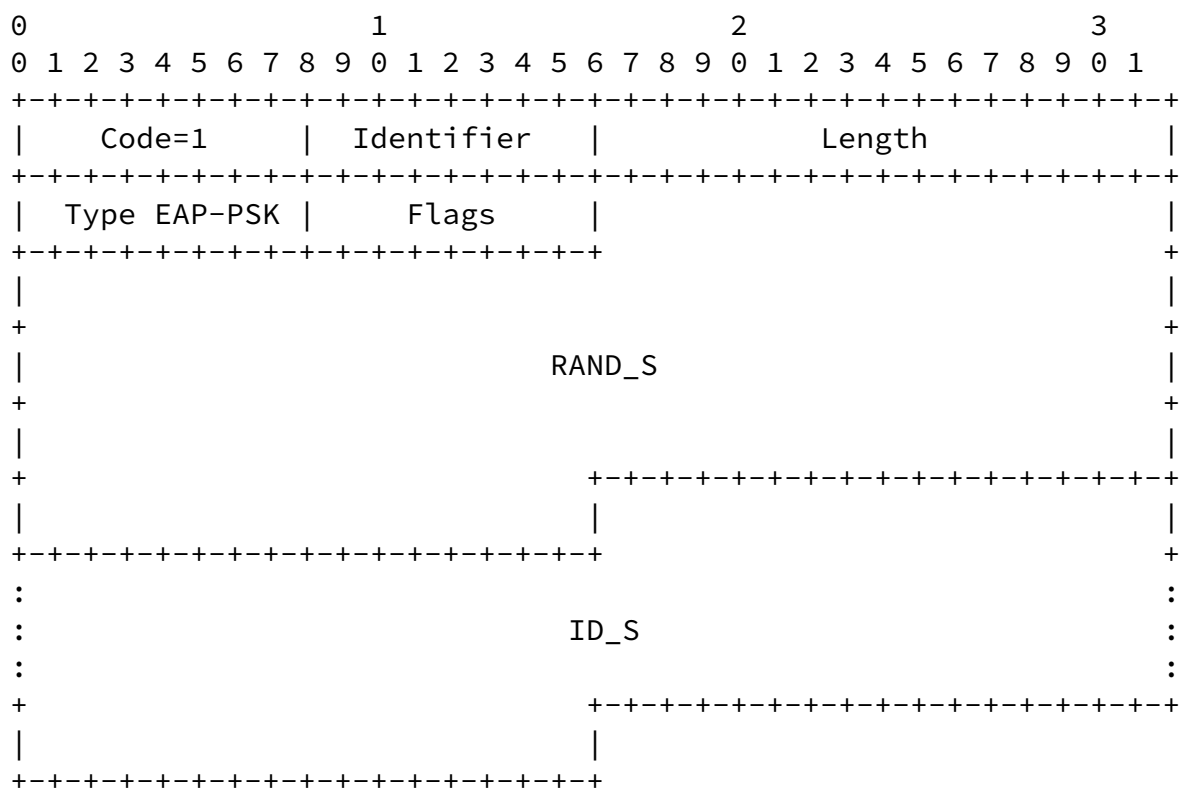 0                   1                   2                   3
0 1 2 3 4 5 6 7 8 9 0 1 2 3 4 5 6 7 8 9 0 1 2 3 4 5 6 7 8 9 0 1
+-+-+-+-+-+-+-+-+-+-+-+-+-+-+-+-+-+-+-+-+-+-+-+-+-+-+-+-+-+-+-+-+
|    Code=1     |  Identifier   |            Length             |
+-+-+-+-+-+-+-+-+-+-+-+-+-+-+-+-+-+-+-+-+-+-+-+-+-+-+-+-+-+-+-+-+
|  Type EAP-PSK |     Flags     |                               |
+-+-+-+-+-+-+-+-+-+-+-+-+-+-+-+-+                               +
|                                                               |
+                                                               +
|                             RAND_S                            |
+                                                               +
|                                                               |
+                               +-+-+-+-+-+-+-+-+-+-+-+-+-+-+-+-+
|                               |                               |
+-+-+-+-+-+-+-+-+-+-+-+-+-+-+-+-+                               +
:                                                               :
:                              ID_S                             :
:                                                               :
+                               +-+-+-+-+-+-+-+-+-+-+-+-+-+-+-+-+
|                               |
+-+-+-+-+-+-+-+-+-+-+-+-+-+-+-+-+